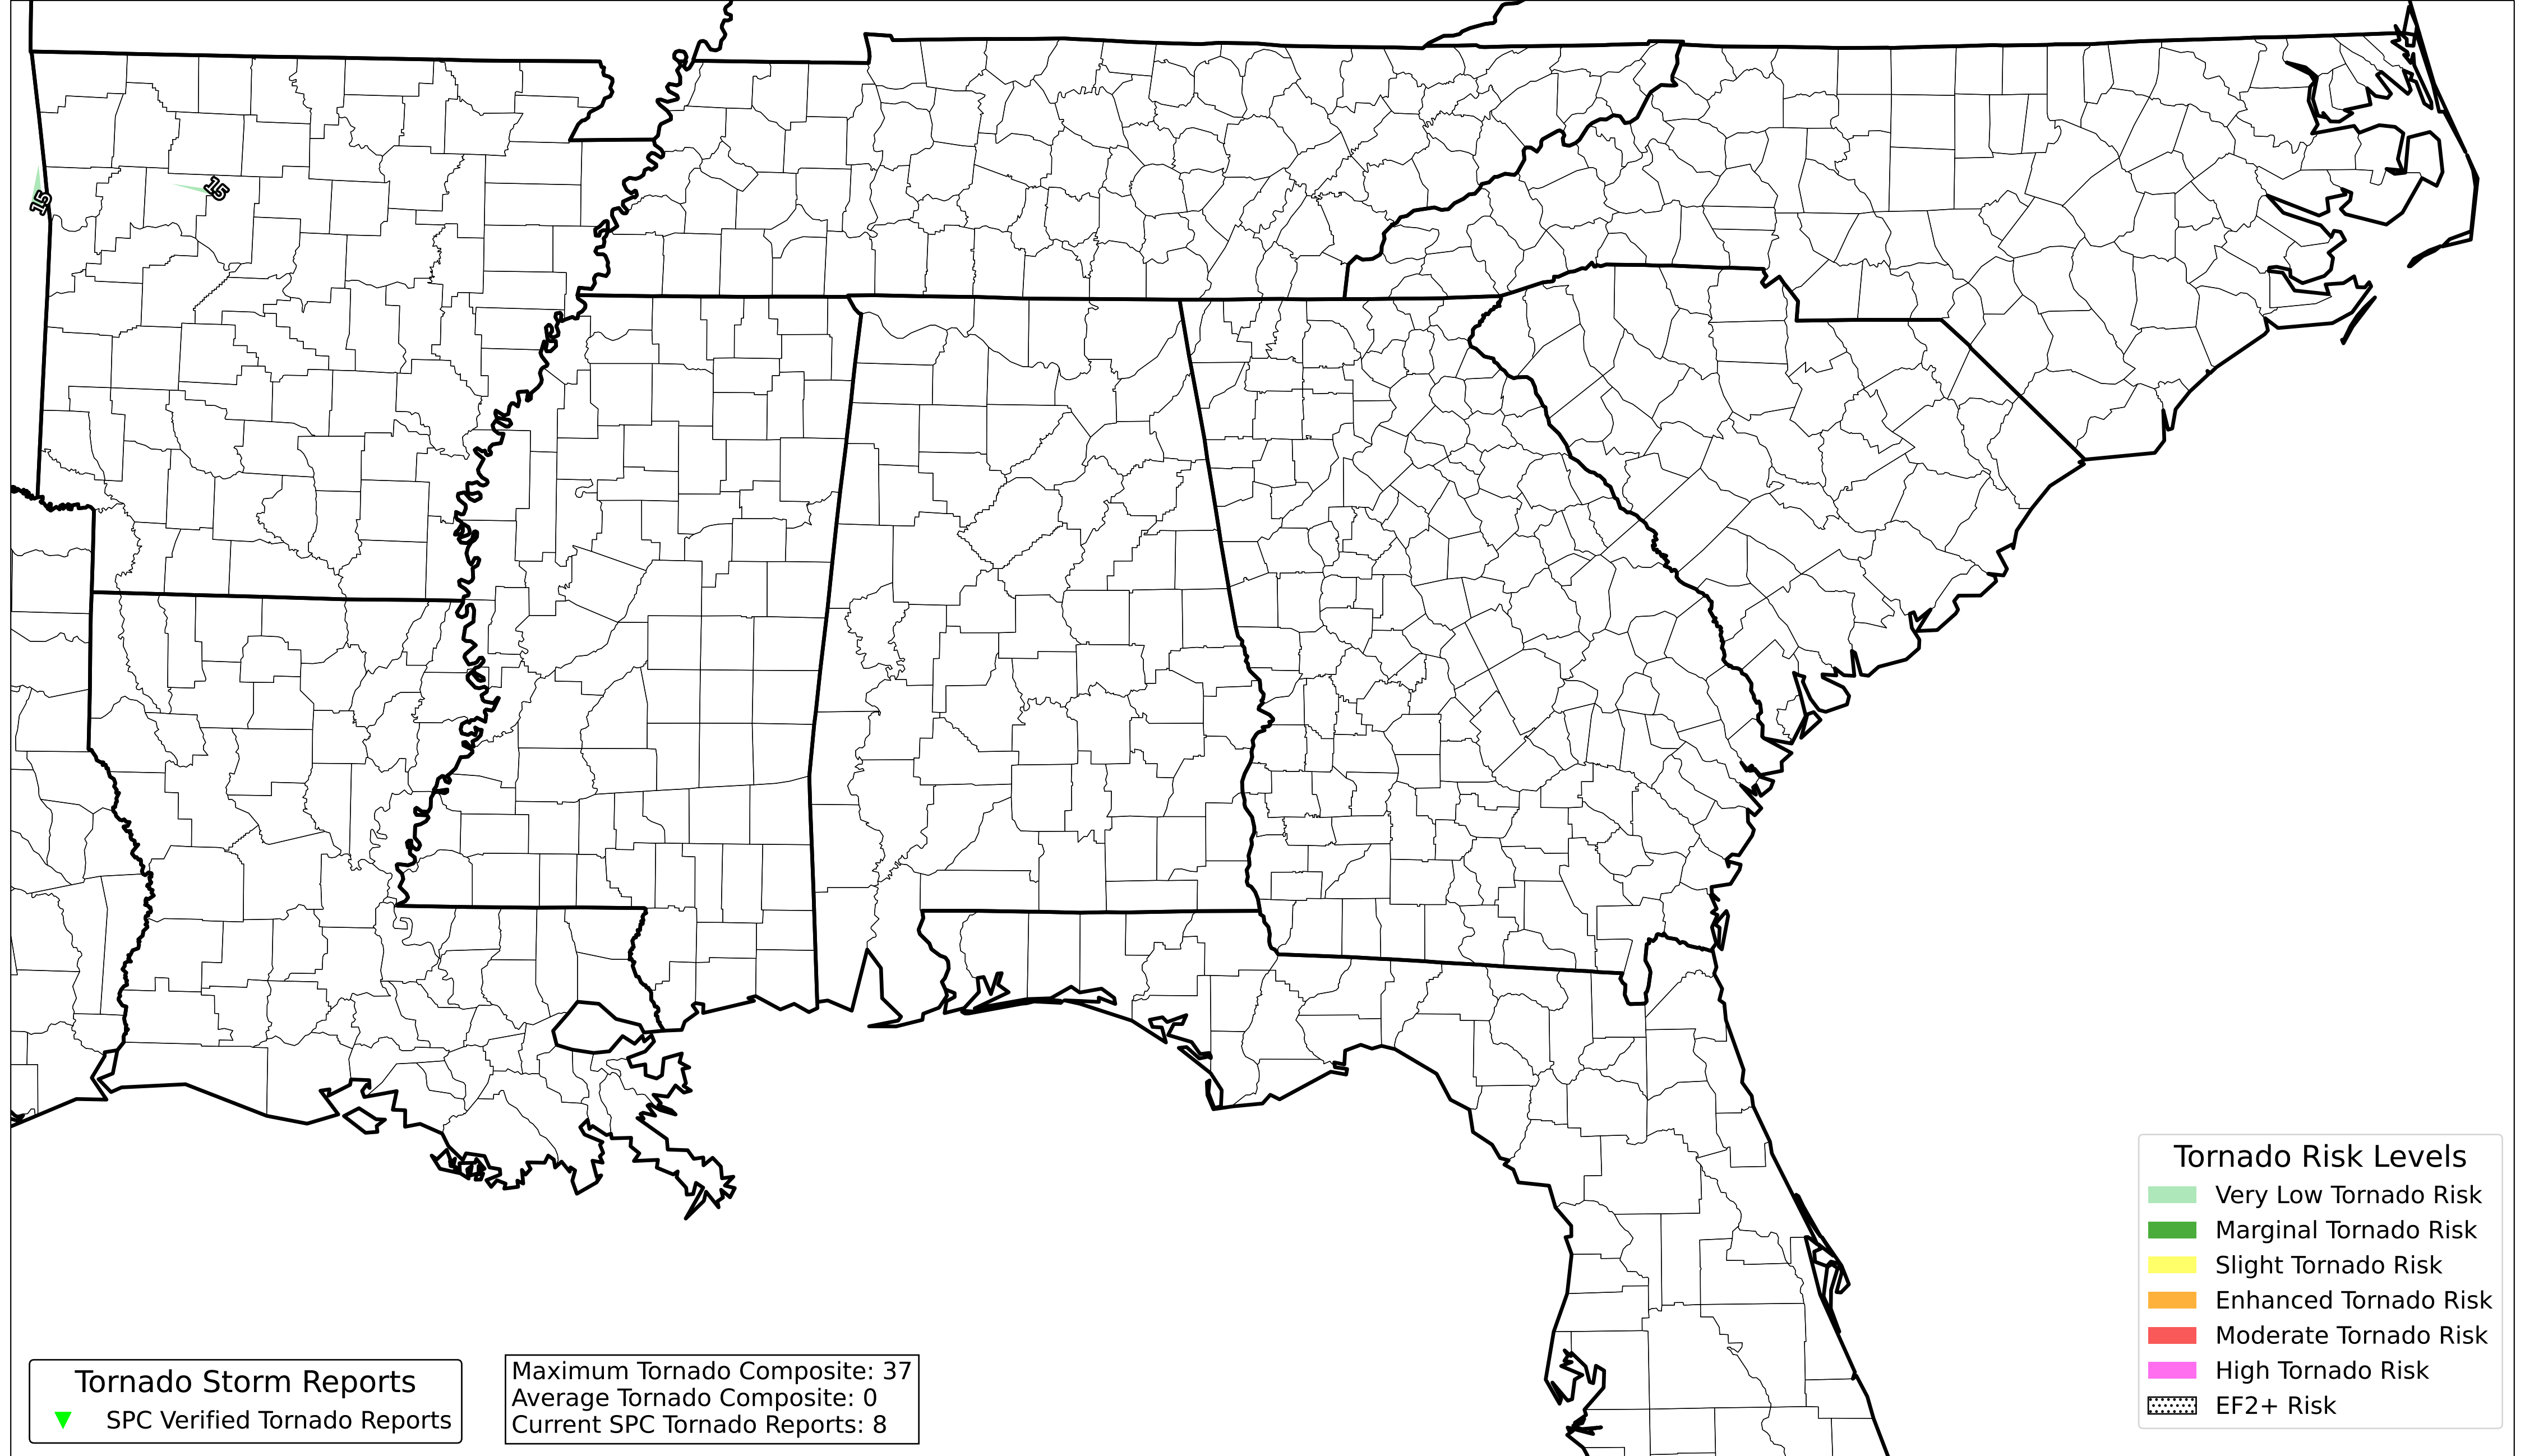 15
15
Tornado Storm Reports
SPC Verified Tornado Reports
Maximum Tornado Composite: 37
Average Tornado Composite: 0
Current SPC Tornado Reports: 8
Tornado Risk Levels
Very Low Tornado Risk
Marginal Tornado Risk
Slight Tornado Risk
Enhanced Tornado Risk
Moderate Tornado Risk
High Tornado Risk
EF2+ Risk